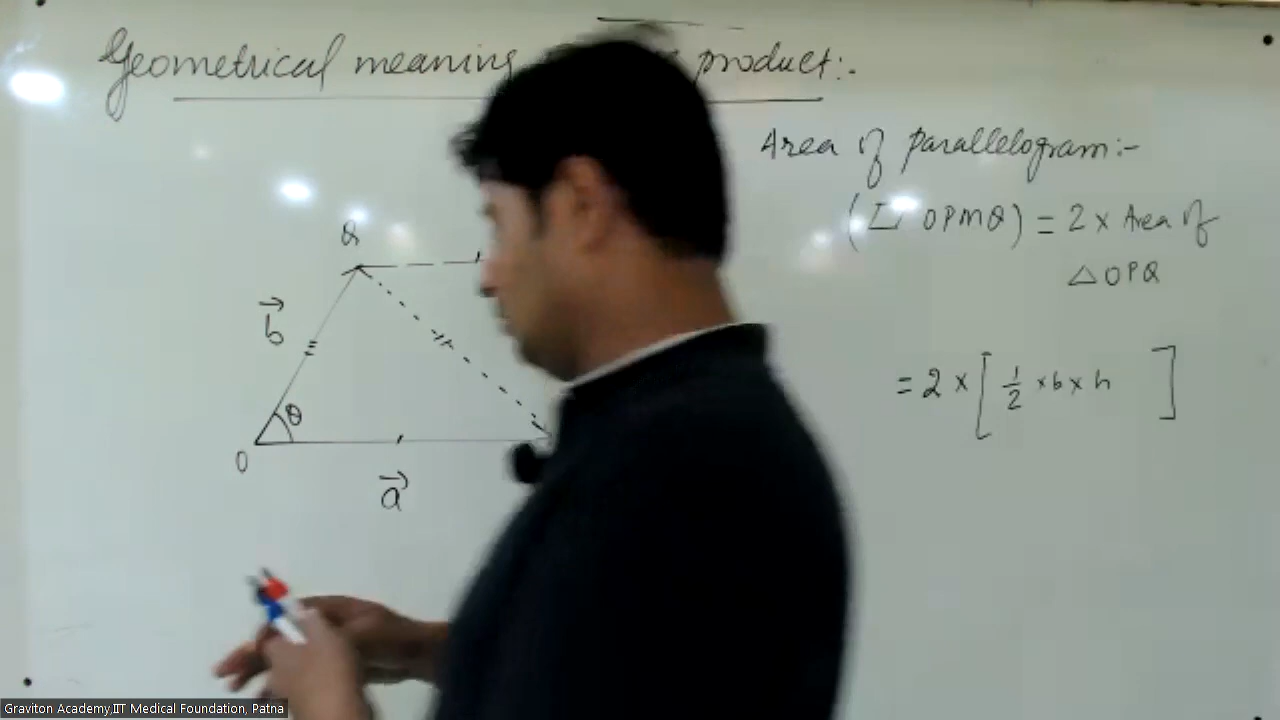 Geometrical meaning product:.
Area of parallelogram:-
( ▱ OPMQ) = 2 × Area of
△OPQ
Q
b
= 2 × [ 1/2 × b × h ]
θ
O
a
Graviton Academy,IIT Medical Foundation, Patna